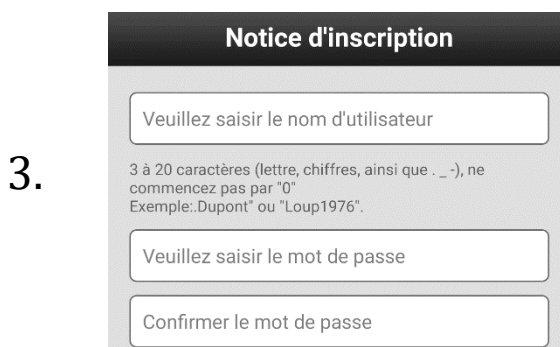 Notice d'inscription
Veuillez saisir le nom d'utilisateur
3.
3 à 20 caractères (lettre, chiffres, ainsi que . _ -), ne
commencez pas par "0"
Exemple:.Dupont" ou "Loup1976".
Veuillez saisir le mot de passe
Confirmer le mot de passe